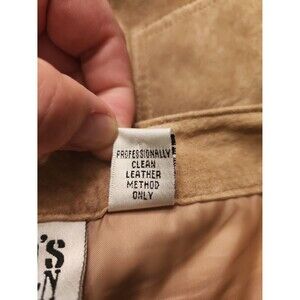 PROFESSIONALLY
CLEAN
LEATHER
METHOD
ONLY